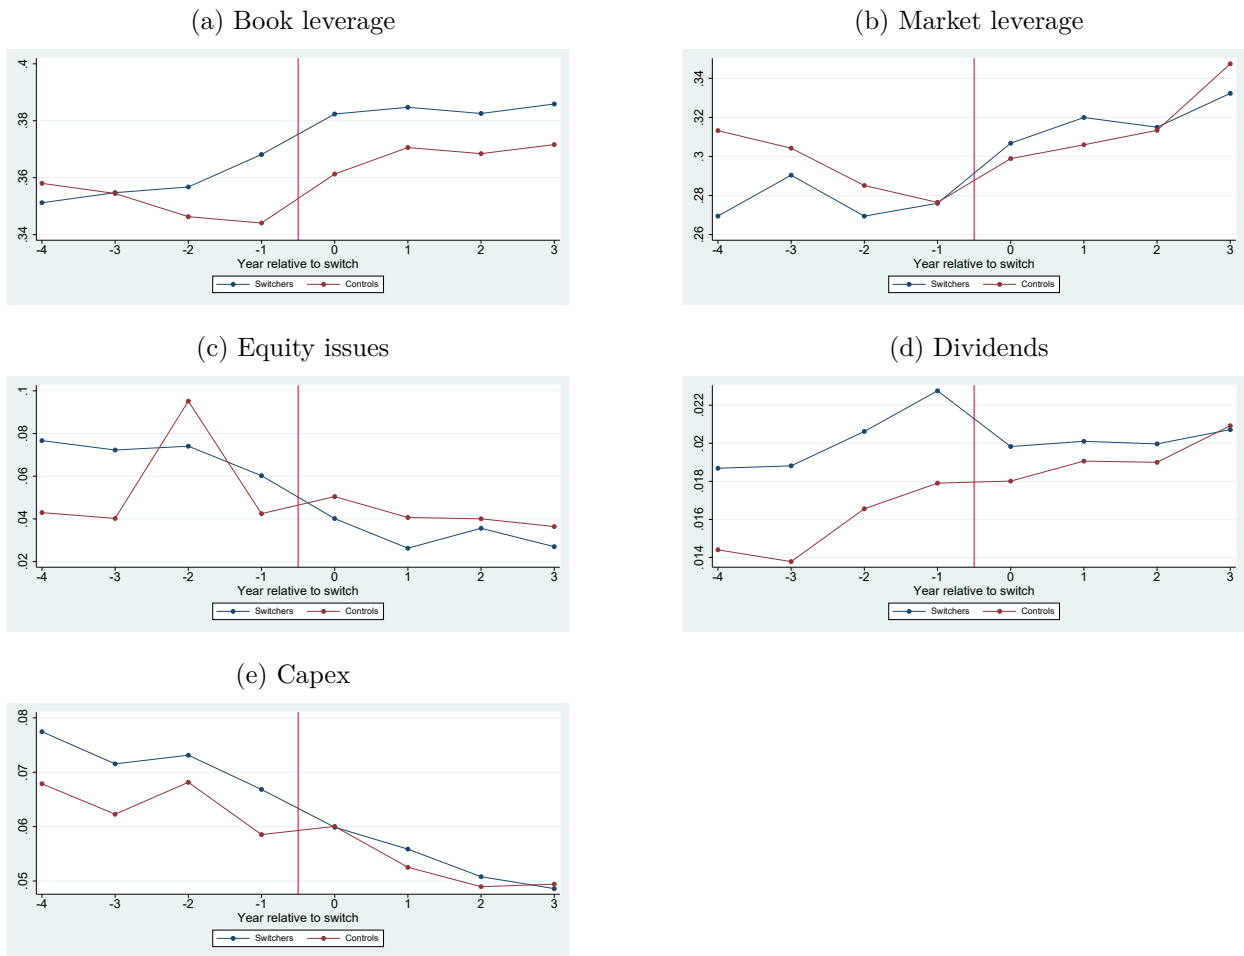 (a) Book leverage
.4
.38
.36
.34
-4 -3 -2 -1 0 1 2 3
Year relative to switch
Switchers Controls
(b) Market leverage
.34
.32
.3
.28
.26
-4 -3 -2 -1 0 1 2 3
Year relative to switch
Switchers Controls
(c) Equity issues
.1
.08
.06
.04
.02
-4 -3 -2 -1 0 1 2 3
Year relative to switch
Switchers Controls
(d) Dividends
.022
.02
.018
.016
.014
-4 -3 -2 -1 0 1 2 3
Year relative to switch
Switchers Controls
(e) Capex
.08
.07
.06
.05
-4 -3 -2 -1 0 1 2 3
Year relative to switch
Switchers Controls